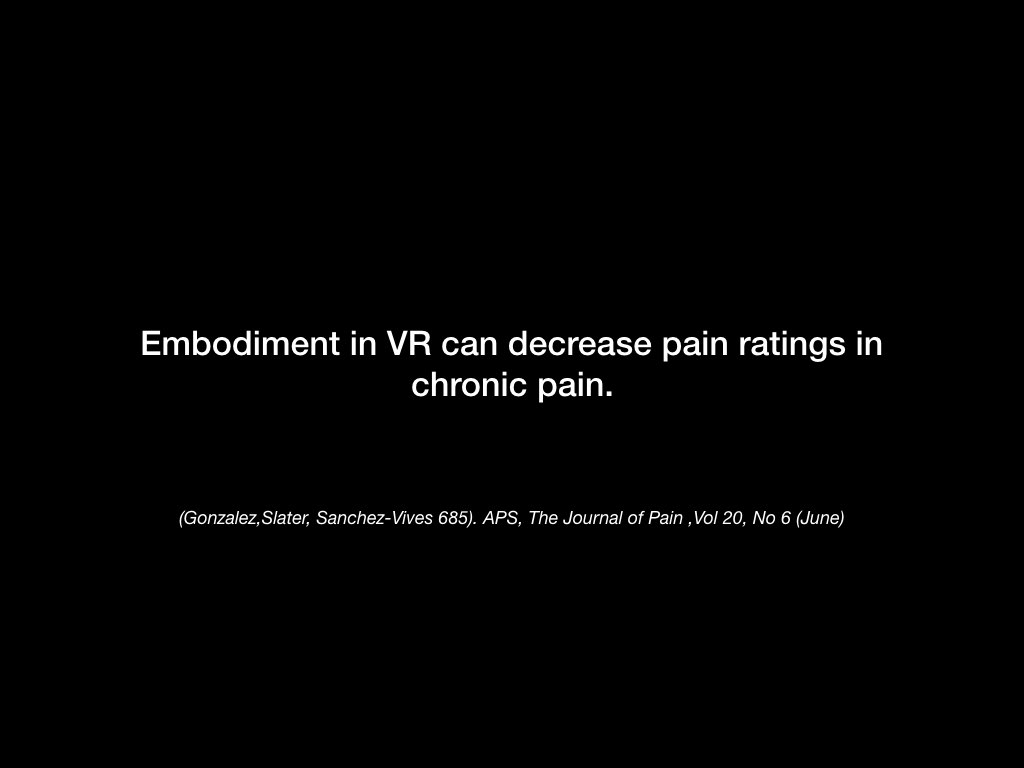 Embodiment in VR can decrease pain ratings in
chronic pain.
(Gonzalez,Slater, Sanchez-Vives 685). APS, The Journal of Pain ,Vol 20, No 6 (June)